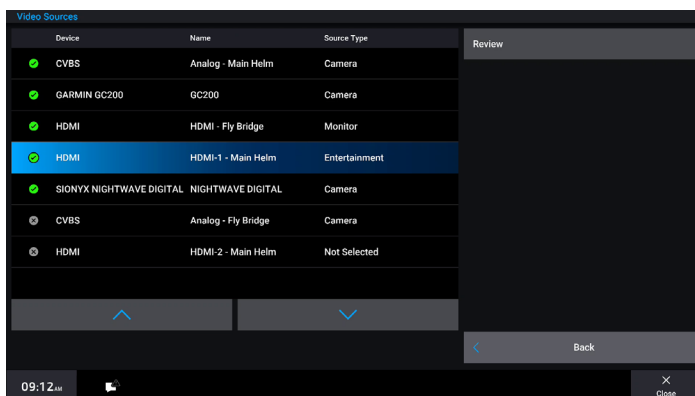 Video Sources
Device Name Source Type
CVBS Analog - Main Helm Camera
GARMIN GC200 GC200 Camera
HDMI HDMI - Fly Bridge Monitor
HDMI HDMI-1 - Main Helm Entertainment
SIONYX NIGHTWAVE DIGITAL NIGHTWAVE DIGITAL Camera
CVBS Analog - Fly Bridge Camera
HDMI HDMI-2 - Main Helm Not Selected
Review
Back
09:12 AM
Close